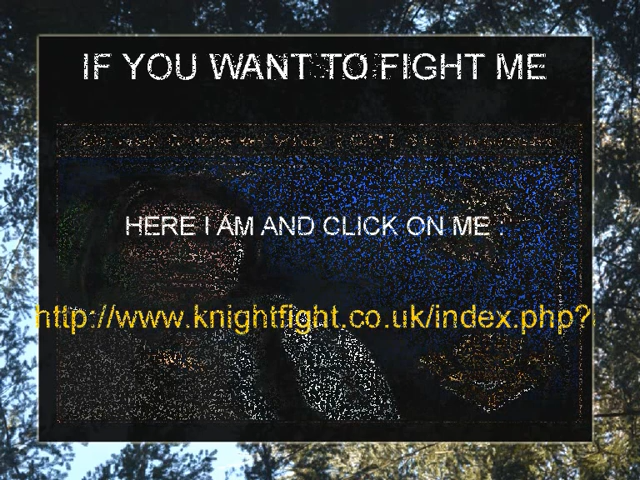 IF YOU WANT TO FIGHT ME
HERE I AM AND CLICK ON ME :
http://www.knightfight.co.uk/index.php?